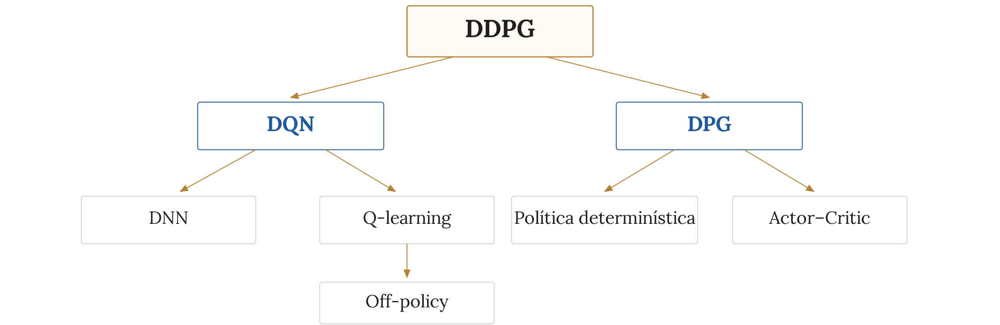 DDPG
DQN
DPG
DNN
Q-learning
Política determinística
Actor–Critic
Off-policy